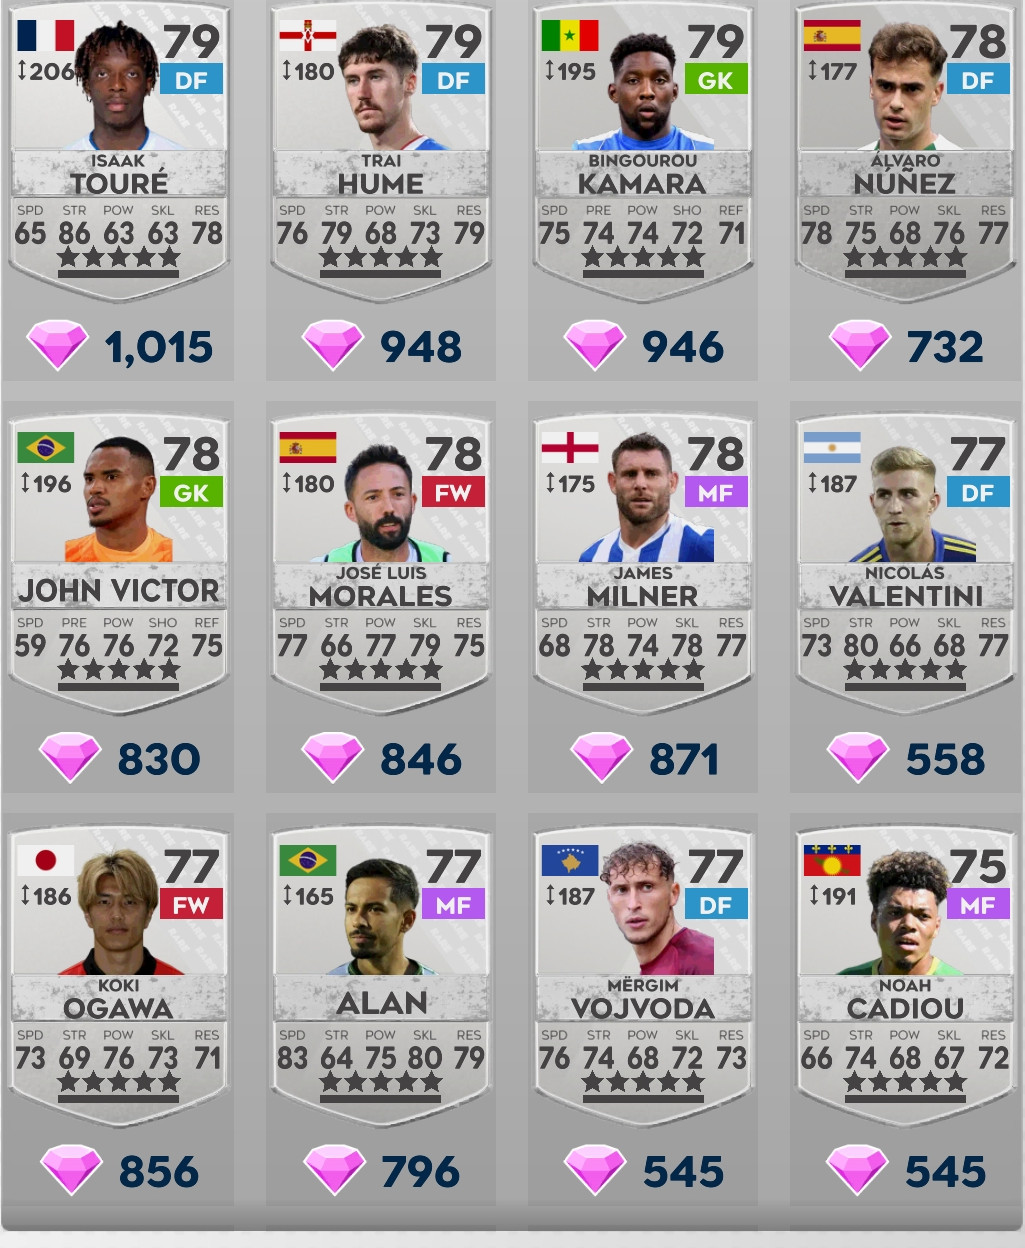 206 79 DF
ISAAK
TOURÉ
SPD STR POW SKL RES
65 86 63 63 78
1,015
180 79 DF
TRAI
HUME
SPD STR POW SKL RES
76 79 68 73 79
948
195 79 GK
BINGOUROU
KAMARA
SPD PRE POW SHO REF
75 74 74 72 71
946
177 78 DF
ÁLVARO
NÚÑEZ
SPD STR POW SKL RES
78 75 68 76 77
732
196 78 GK
JOHN VICTOR
SPD PRE POW SHO REF
59 76 76 72 75
830
180 78 FW
JOSÉ LUIS
MORALES
SPD STR POW SKL RES
77 66 77 79 75
846
175 78 MF
JAMES
MILNER
SPD STR POW SKL RES
68 78 74 78 77
871
187 77 DF
NICOLÁS
VALENTINI
SPD STR POW SKL RES
73 80 66 68 77
558
186 77 FW
KOKI
OGAWA
SPD STR POW SKL RES
73 69 76 73 71
856
165 77 MF
ALAN
SPD STR POW SKL RES
83 64 75 80 79
796
187 77 DF
MËRGIM
VOJVODA
SPD STR POW SKL RES
76 74 68 72 73
545
191 75 MF
NOAH
CADIOU
SPD STR POW SKL RES
66 74 68 67 72
545